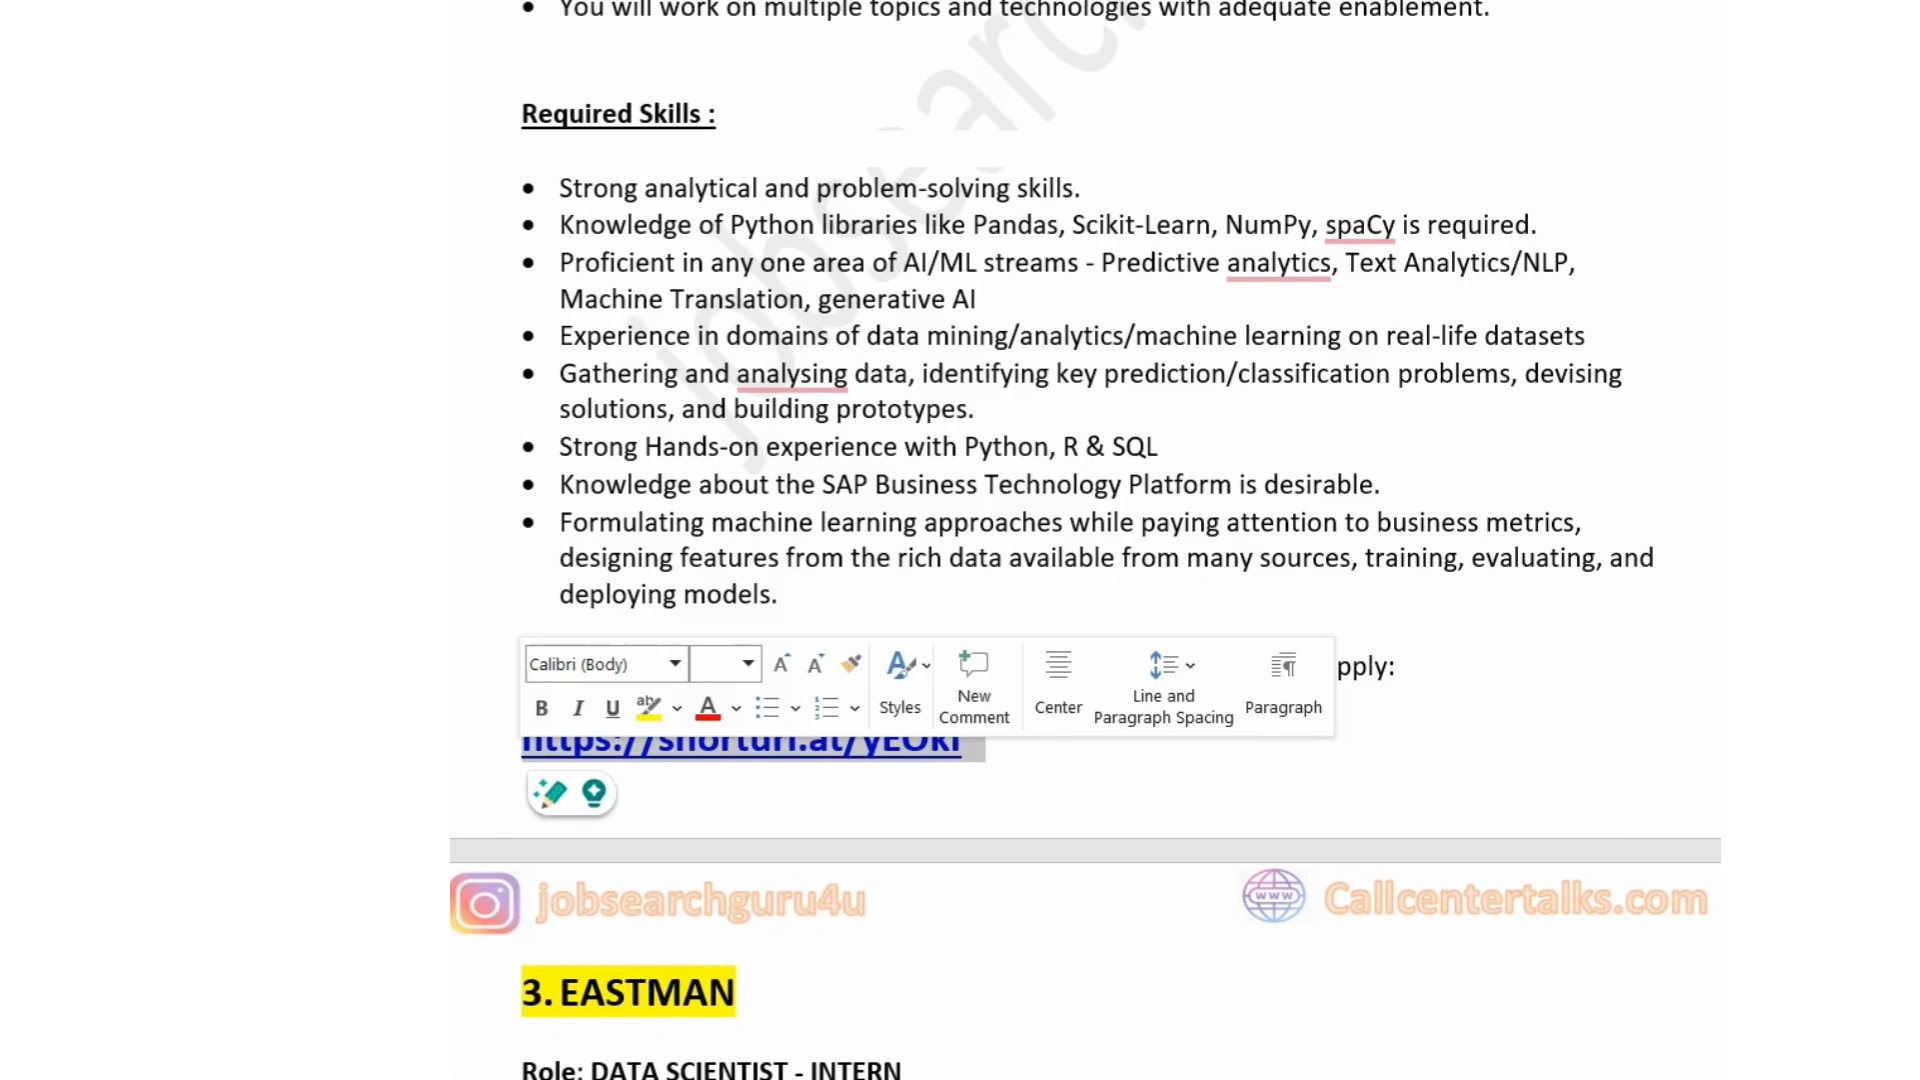 You will work on multiple topics and technologies with adequate enablement.
Required Skills :
Strong analytical and problem-solving skills.
Knowledge of Python libraries like Pandas, Scikit-Learn, NumPy, spaCy is required.
Proficient in any one area of AI/ML streams - Predictive analytics, Text Analytics/NLP,
Machine Translation, generative AI
Experience in domains of data mining/analytics/machine learning on real-life datasets
Gathering and analysing data, identifying key prediction/classification problems, devising
solutions, and building prototypes.
Strong Hands-on experience with Python, R & SQL
Knowledge about the SAP Business Technology Platform is desirable.
Formulating machine learning approaches while paying attention to business metrics,
designing features from the rich data available from many sources, training, evaluating, and
deploying models.
pply:
Calibri (Body)
B I U
Styles
New
Comment
Center
Line and
Paragraph Spacing
Paragraph
jobsearchguru4u
www
Callcentertalks.com
3. EASTMAN
Role: DATA SCIENTIST - INTERN
jobsearc